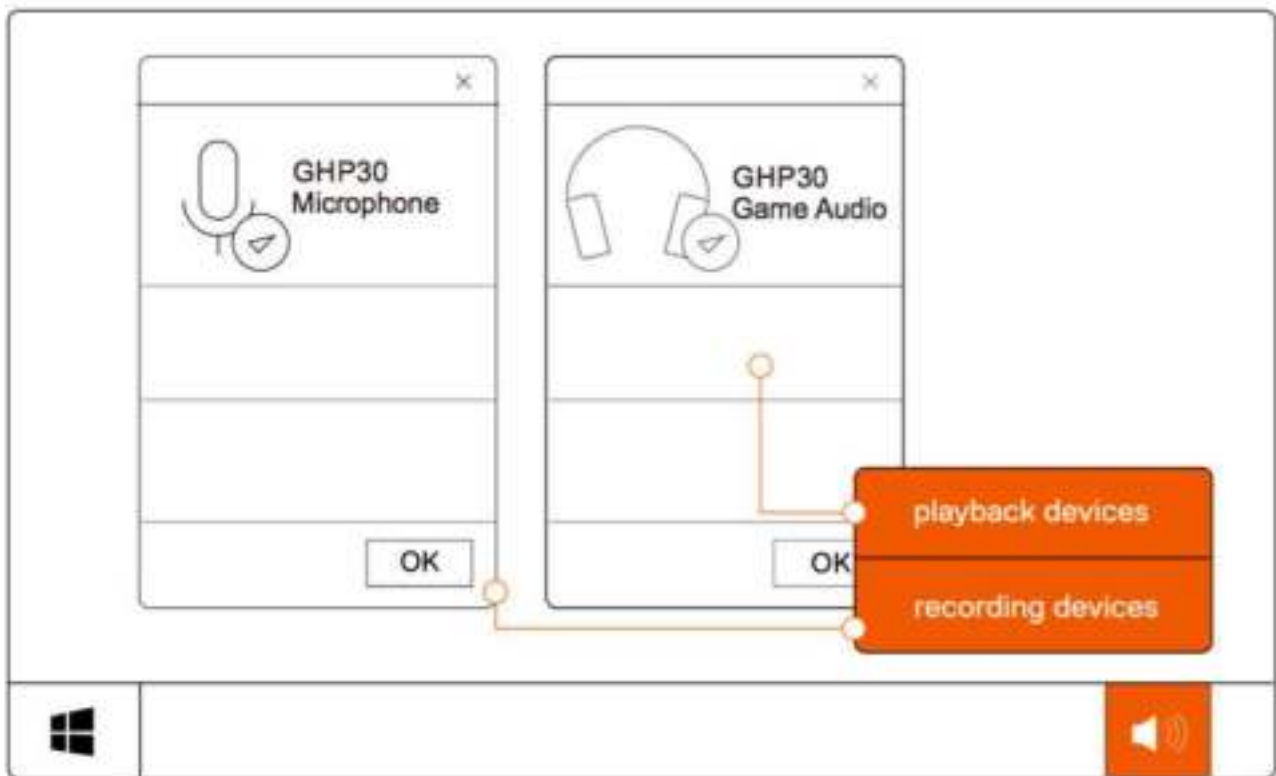 GHP30
Microphone
OK
GHP30
Game Audio
OK
playback devices
recording devices